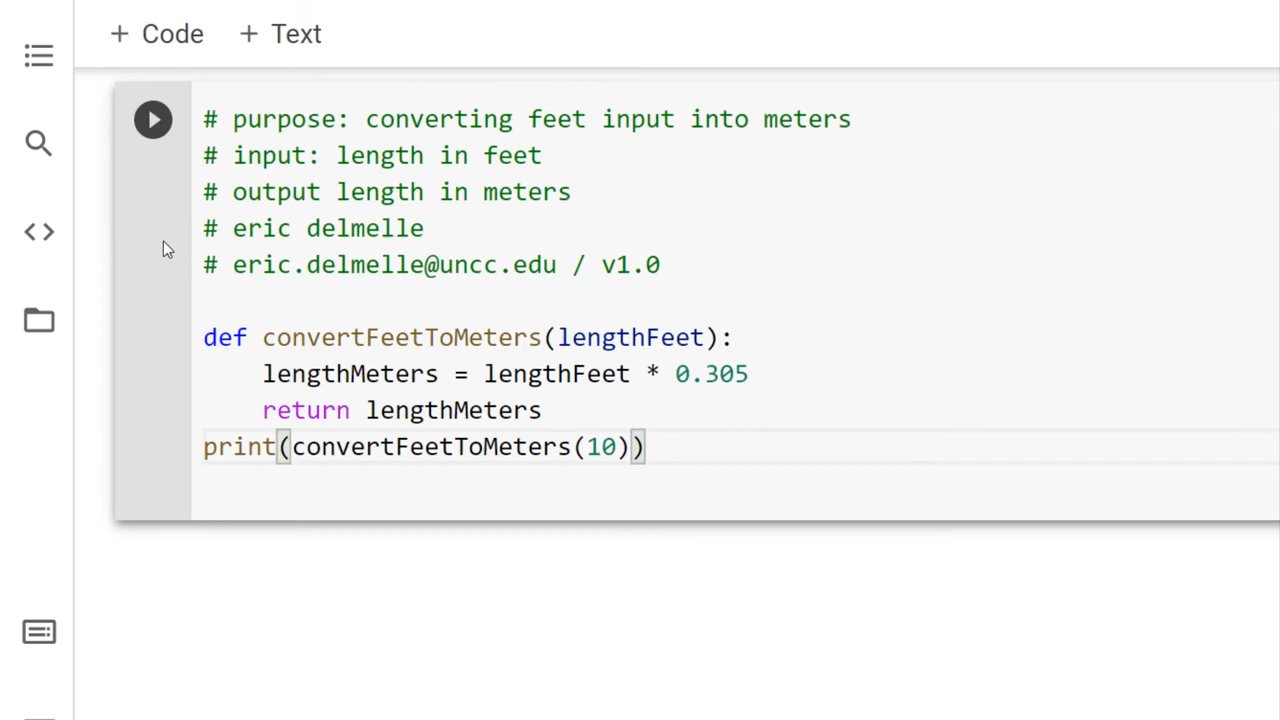 + Code + Text
# purpose: converting feet input into meters
# input: length in feet
# output length in meters
# eric delmelle
# eric.delmelle@uncc.edu / v1.0
def convertFeetToMeters(lengthFeet):
    lengthMeters = lengthFeet * 0.305
    return lengthMeters
print(convertFeetToMeters(10))